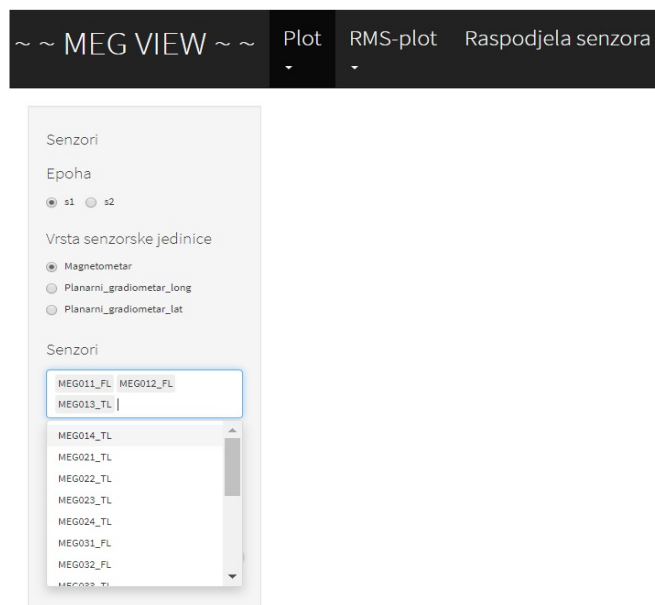 ~ ~ MEG VIEW ~ ~ Plot RMS-plot Raspodjela senzora
Senzori
Epoha
s1 s2
Vrsta senzorske jedinice
Magnetometar
Planarni_gradiometar_long
Planarni_gradiometar_lat
Senzori
MEG011_FL MEG012_FL
MEG013_TL
MEG014_TL
MEG021_TL
MEG022_TL
MEG023_TL
MEG024_TL
MEG031_FL
MEG032_FL
MEG033_TL